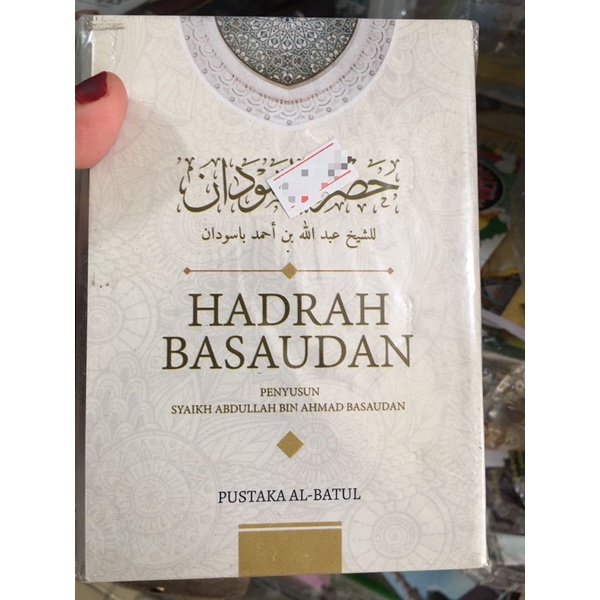 للشيخ عبد الله بن أحمد باسودان
HADRAH
BASAUDAN
PENYUSUN
SYAIKH ABDULLAH BIN AHMAD BASAUDAN
PUSTAKA AL-BATUL